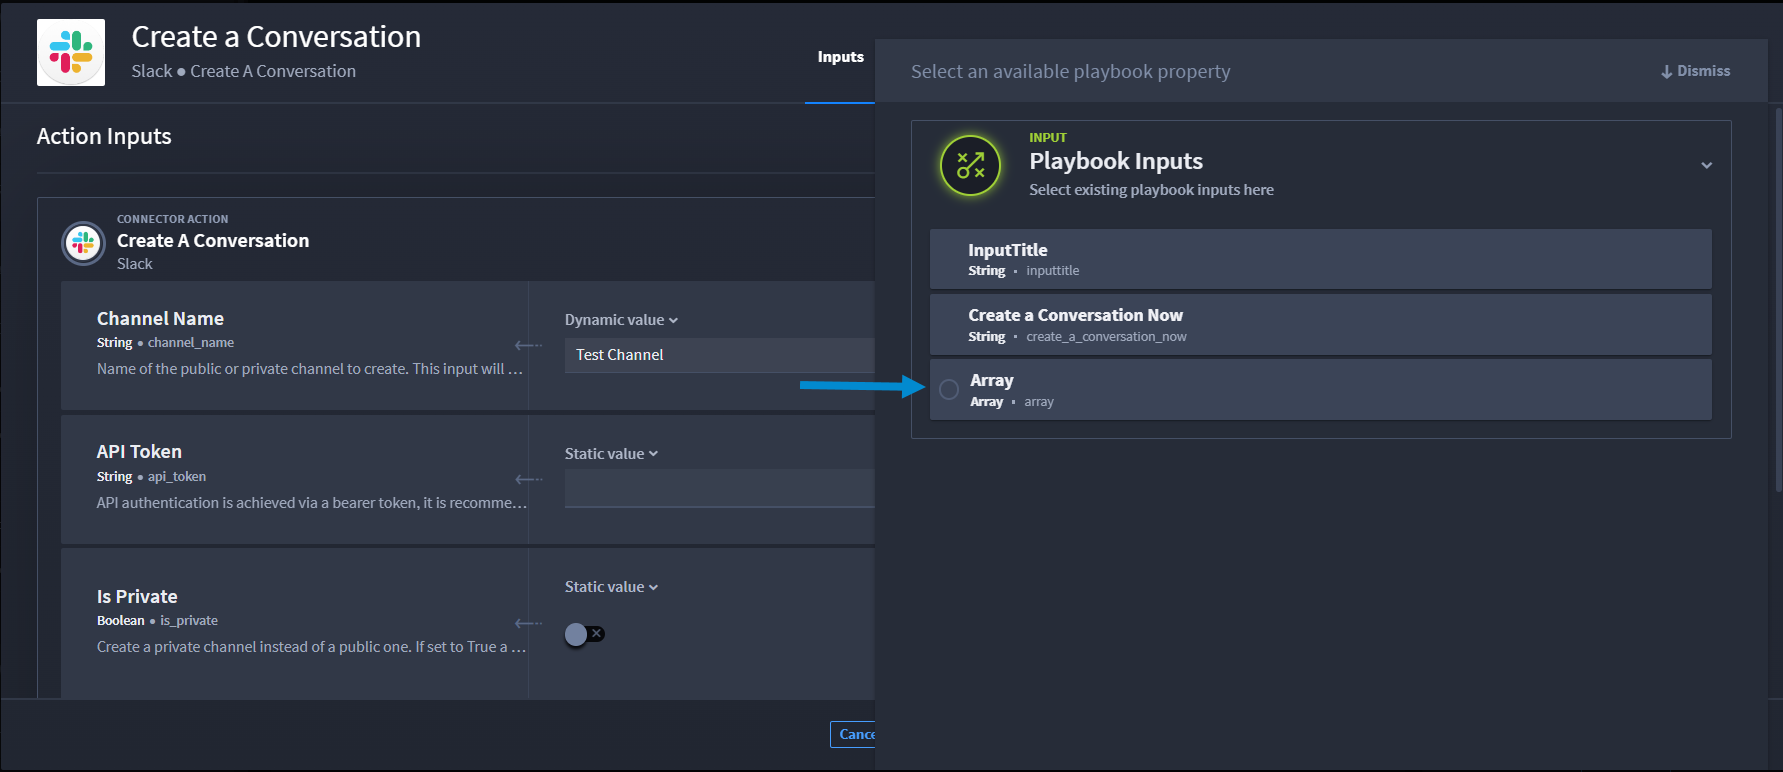 Create a Conversation
Slack ● Create A Conversation
Inputs
Action Inputs
CONNECTOR ACTION
Create A Conversation
Slack
Channel Name
String ● channel_name
Name of the public or private channel to create. This input will …
Dynamic value
Test Channel
API Token
String ● api_token
API authentication is achieved via a bearer token, it is recomme…
Static value
Is Private
Boolean ● is_private
Create a private channel instead of a public one. If set to True a …
Static value
Cance
Select an available playbook property
Dismiss
INPUT
Playbook Inputs
Select existing playbook inputs here
InputTitle
String ▪ inputtitle
Create a Conversation Now
String ▪ create_a_conversation_now
Array
Array ▪ array